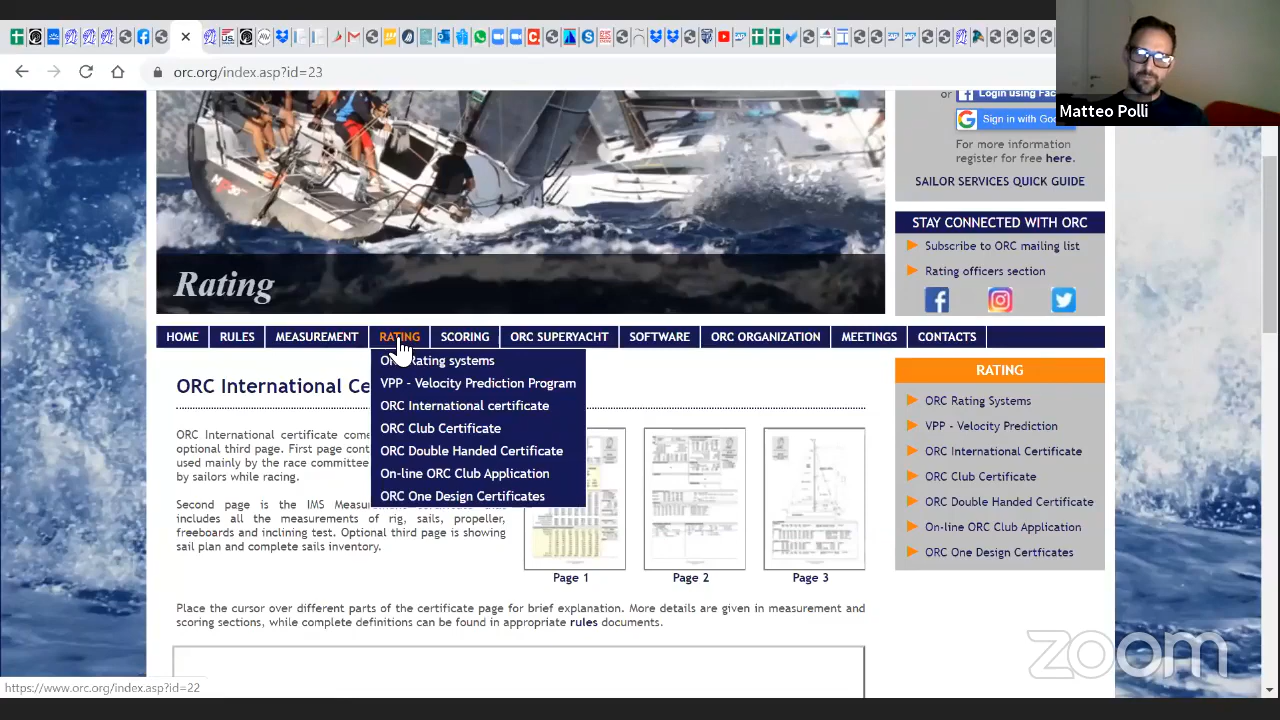 orc.org/index.asp?id=23
Matteo Polli
or Login using Fac
Sign in with Goo
For more information
register for free here.
SAILOR SERVICES QUICK GUIDE
STAY CONNECTED WITH ORC
Subscribe to ORC mailing list
Rating officers section
Rating
HOME RULES MEASUREMENT RATING SCORING ORC SUPERYACHT SOFTWARE ORC ORGANIZATION MEETINGS CONTACTS
ating systems
VPP - Velocity Prediction Program
ORC International certificate
ORC Club Certificate
ORC Double Handed Certificate
On-line ORC Club Application
ORC One Design Certificates
ORC International Ce
ORC International certificate come
optional third page. First page cont
used mainly by the race committee
by sailors while racing.
Second page is the IMS Measu
includes all the measurements of rig, sails, propeller,
freeboards and inclining test. Optional third page is showing
sail plan and complete sails inventory.
Page 1 Page 2 Page 3
Place the cursor over different parts of the certificate page for brief explanation. More details are given in measurement and
scoring sections, while complete definitions can be found in appropriate rules documents.
RATING
ORC Rating Systems
VPP - Velocity Prediction
ORC International Certificate
ORC Club Certificate
ORC Double Handed Certificate
On-line ORC Club Application
ORC One Design Certficates
zoom
https://www.orc.org/index.asp?id=22